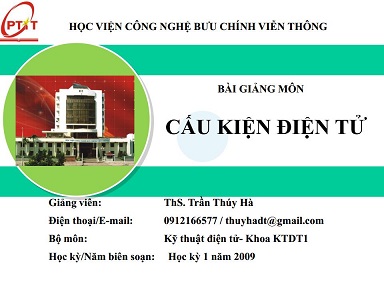 PTIT
HỌC VIỆN CÔNG NGHỆ BƯU CHÍNH VIỄN THÔNG
BÀI GIẢNG MÔN
CẤU KIỆN ĐIỆN TỬ
Giảng viên: ThS. Trần Thúy Hà
Điện thoại/E-mail: 0912166577 / thuyhadt@gmail.com
Bộ môn: Kỹ thuật điện tử- Khoa KTDT1
Học kỳ/Năm biên soạn: Học kỳ 1 năm 2009